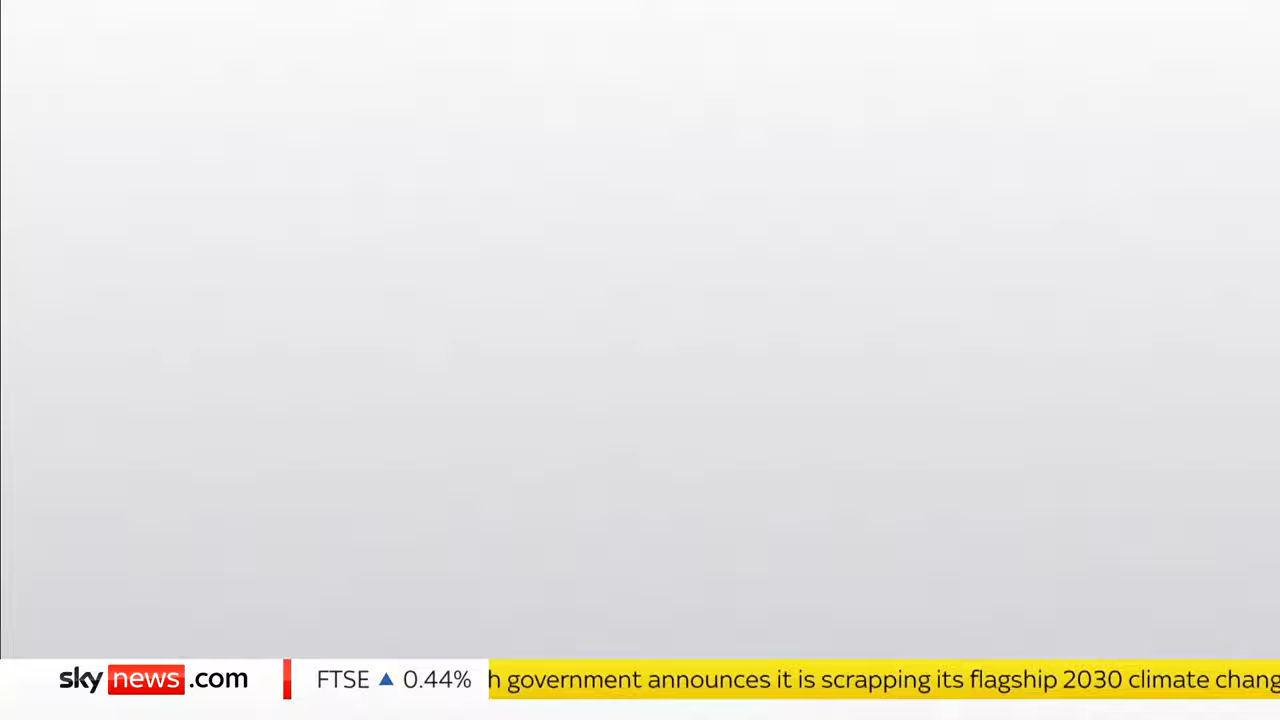 skynews.com FTSE ▲ 0.44% h government announces it is scrapping its flagship 2030 climate chang